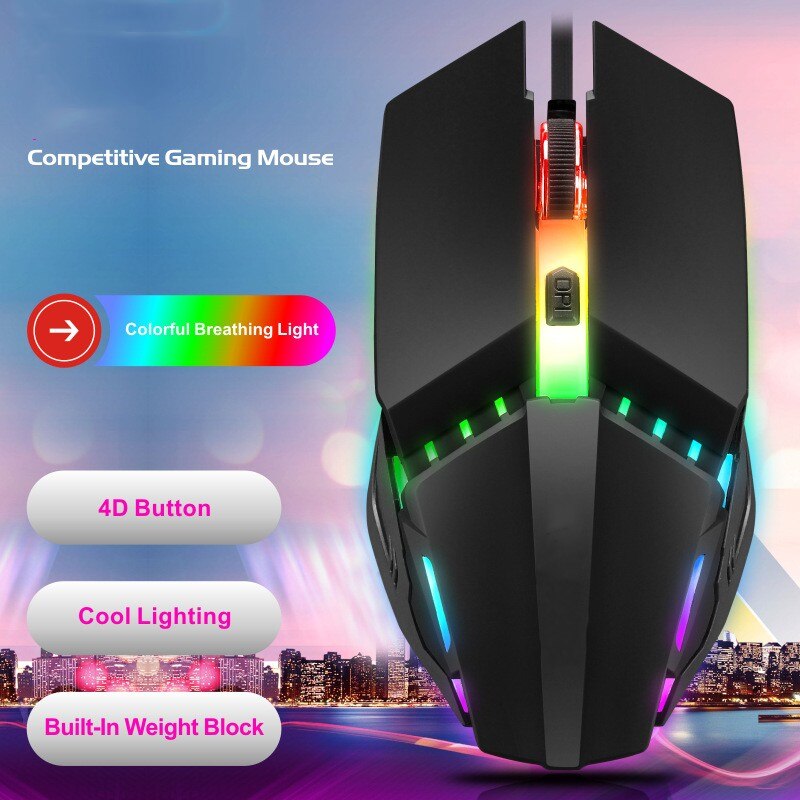 Competitive Gaming Mouse
Colorful Breathing Light
DPI
4D Button
Cool Lighting
Built-In Weight Block